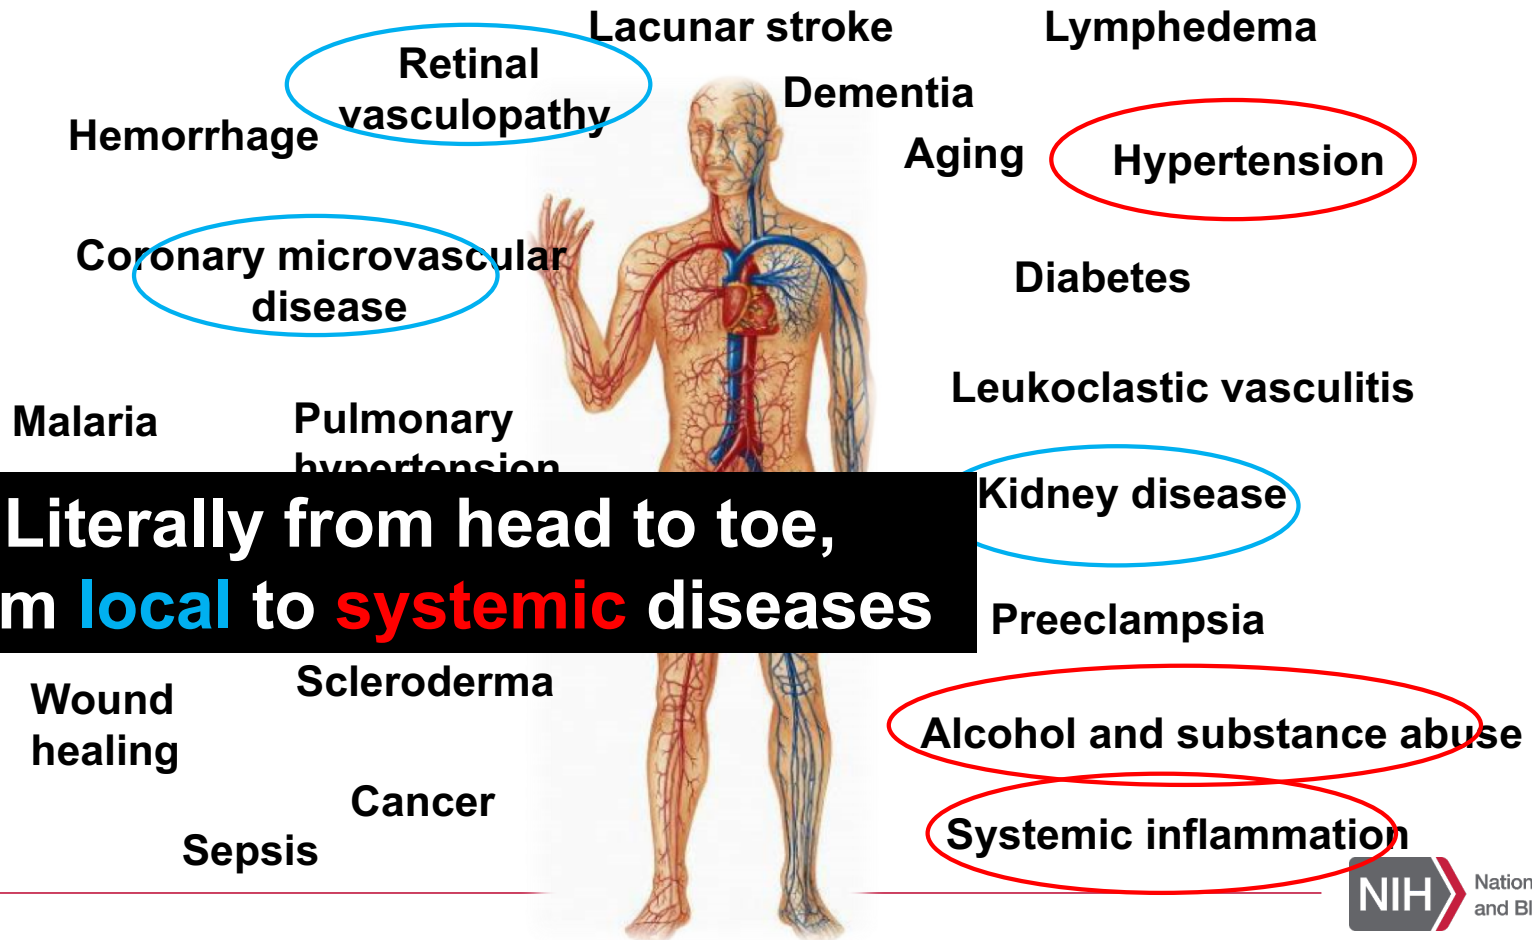 Lacunar stroke
Lymphedema
Retinal
vasculopathy
Dementia
Hemorrhage
Aging
Hypertension
Coronary microvascular
disease
Diabetes
Leukoclastic vasculitis
Malaria
Pulmonary
hypertension
Kidney disease
Literally from head to toe,
m local to systemic diseases
Preeclampsia
Wound
healing
Scleroderma
Alcohol and substance abuse
Cancer
Systemic inflammation
Sepsis
NIH
Nation
and Bl